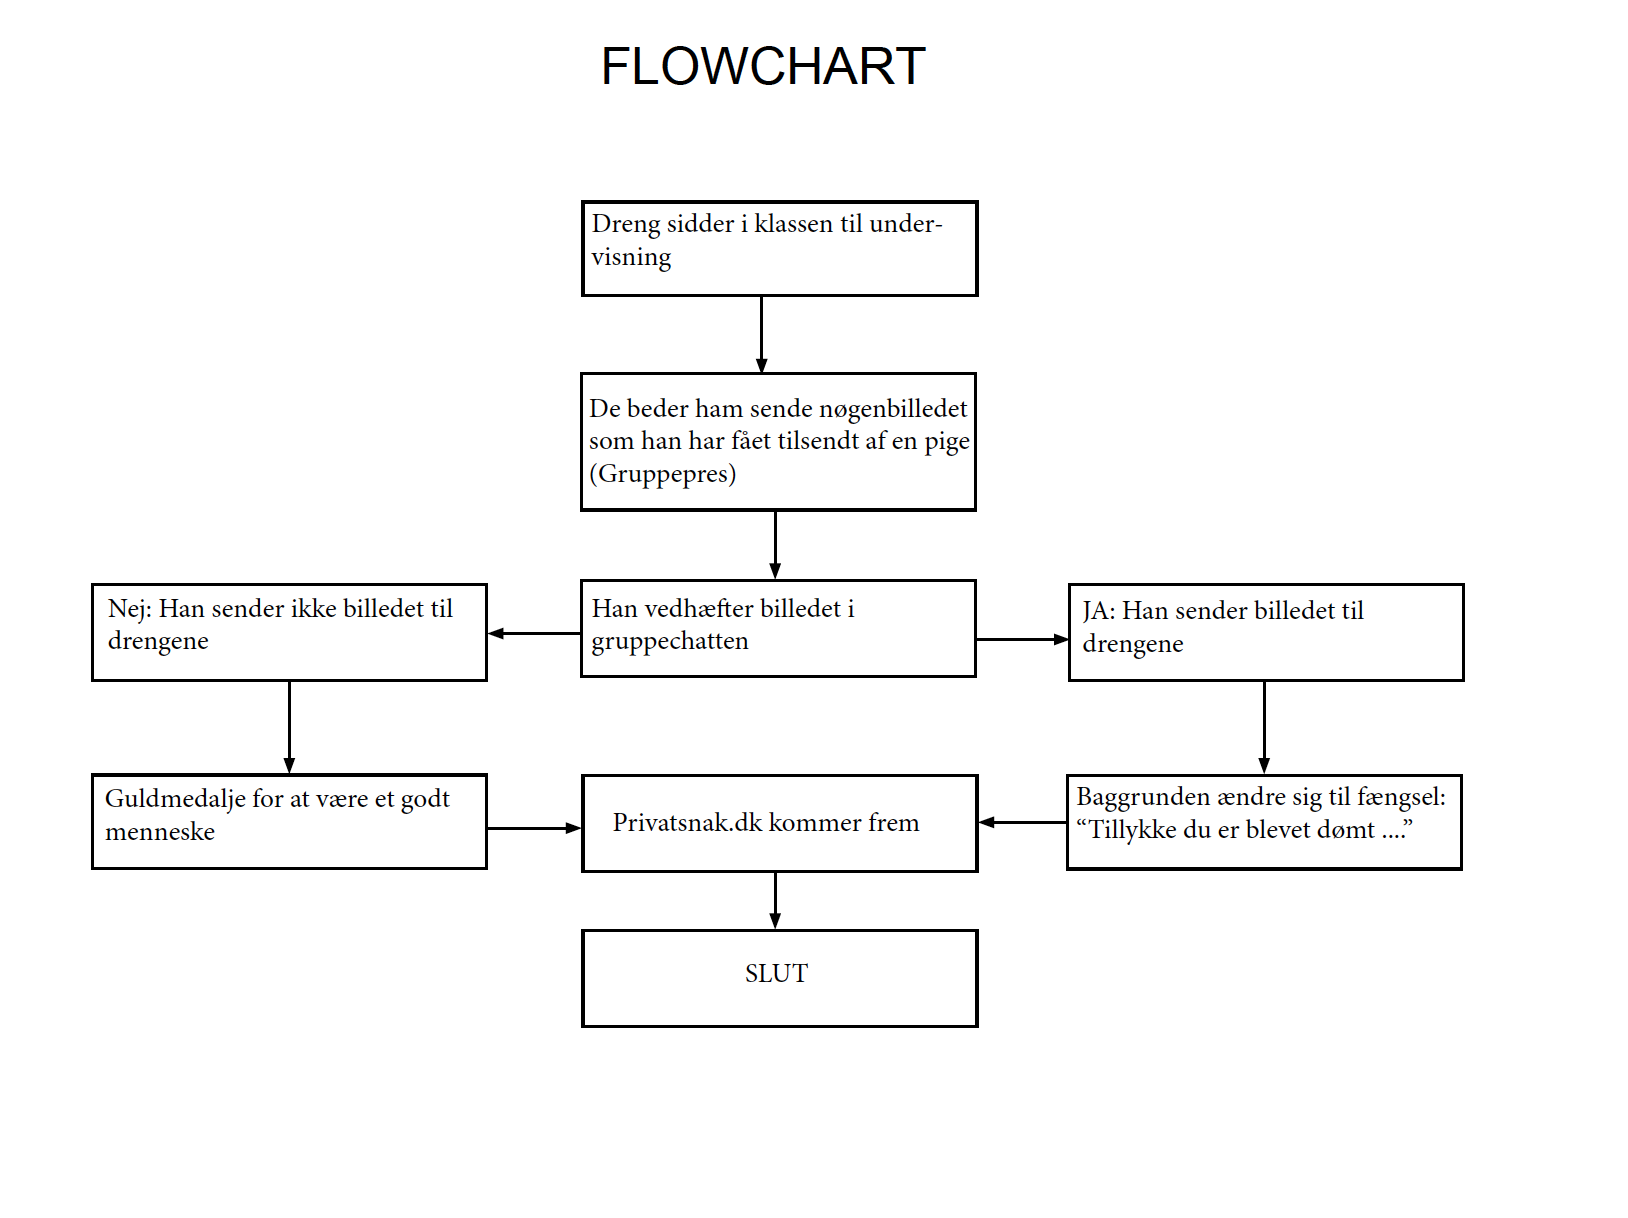 FLOWCHART
Dreng sidder i klassen til under-
visning
De beder ham sende nøgenbilledet
som han har fået tilsendt af en pige
(Gruppepres)
Nej: Han sender ikke billedet til
drengene
Han vedhæfter billedet i
gruppechatten
JA: Han sender billedet til
drengene
Guldmedalje for at være et godt
menneske
Privatsnak.dk kommer frem
Baggrunden ændre sig til fængsel:
“Tillykke du er blevet dømt ....”
SLUT